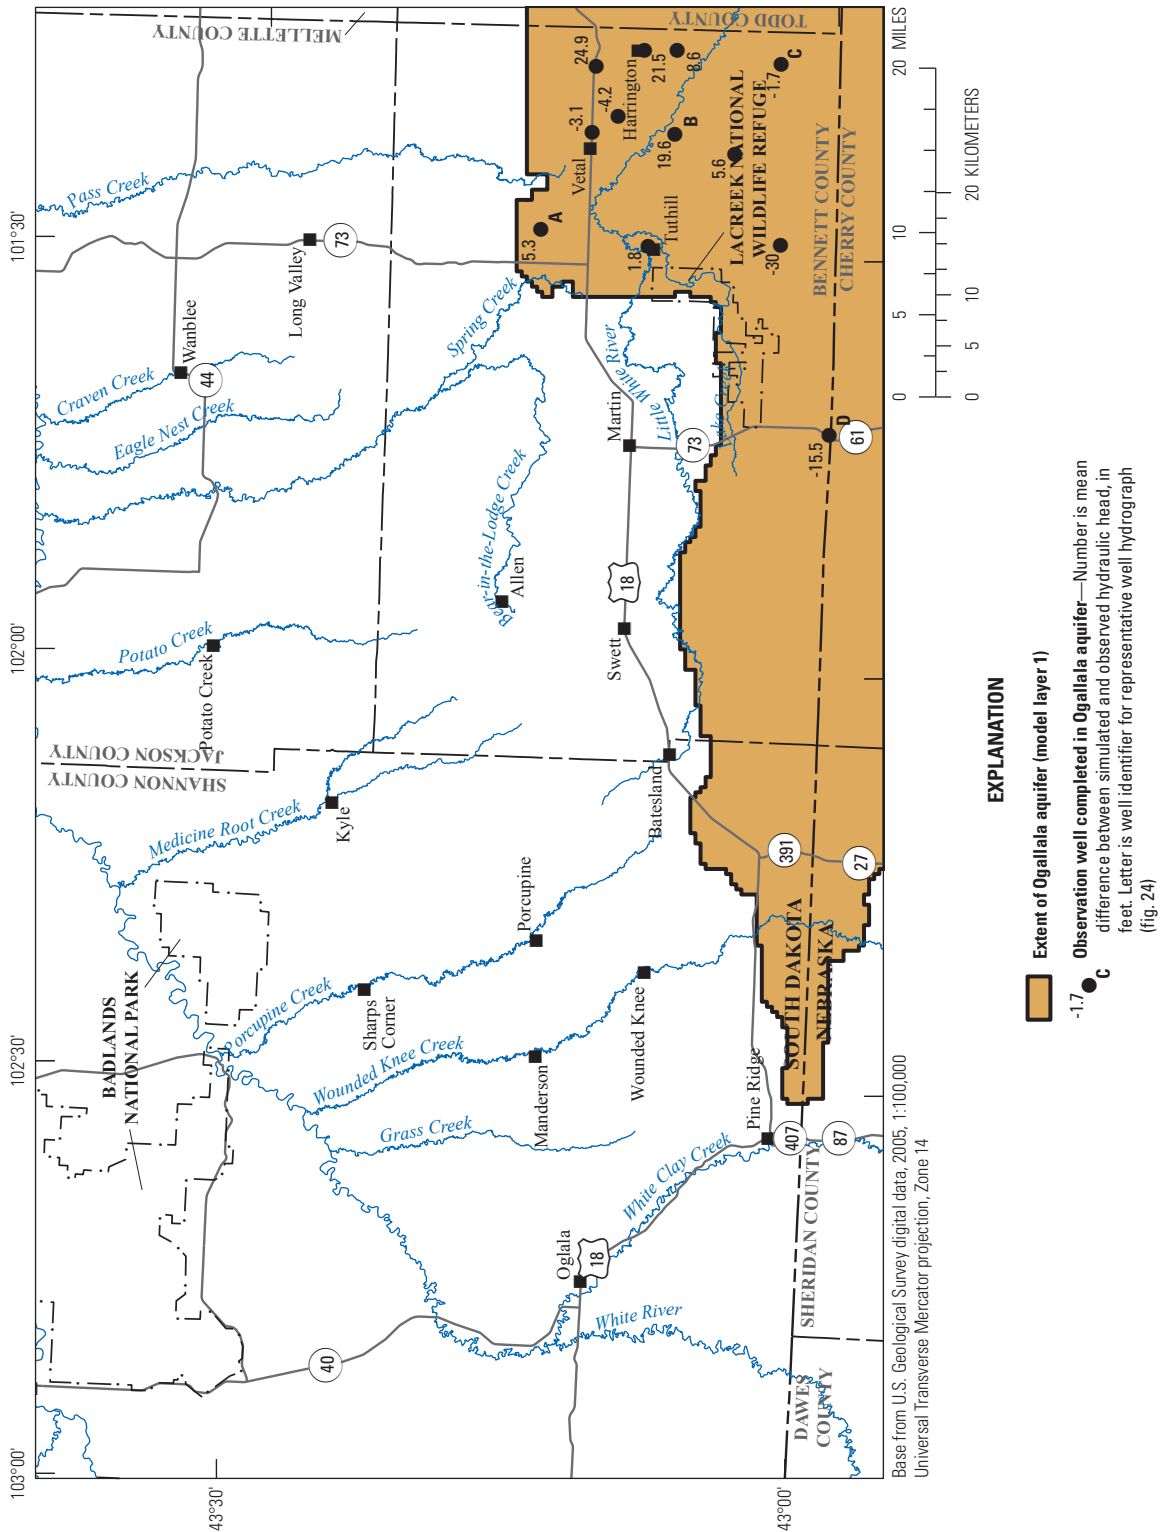 103°00'
102°30'
102°00'
101°30'
43°30'
43°00'
BADLANDS
NATIONAL PARK
SHANNON COUNTY
JACKSON COUNTY
MELLETTE COUNTY
TODD COUNTY
Pass Creek
Craven Creek
Eagle Nest Creek
Potato Creek
Medicine Root Creek
Porcupine Creek
Wounded Knee Creek
Grass Creek
White Clay Creek
White River
Bear-in-the-Lodge Creek
Spring Creek
Little White
River
Lake Creek
Wanblee
44
Long Valley
73
Potato Creek
Kyle
Sharps
Corner
Porcupine
Manderson
Wounded Knee
Allen
Oglala
18
40
Pine Ridge
407
87
Batesland
Swett
18
Martin
73
61
391
27
Vetal
Harrington
Tuthill
LACREEK NATIONAL
WILDLIFE REFUGE
5.3
A
-3.1
24.9
-4.2
21.5
8.6
19.6
B
5.6
-1.7
C
1.8
-30
-15.5
D
SOUTH DAKOTA
NEBRASKA
BENNETT COUNTY
CHERRY COUNTY
SHERIDAN COUNTY
DAWES
COUNTY
Base from U.S. Geological Survey digital data, 2005, 1:100,000
Universal Transverse Mercator projection, Zone 14
0
5
10
20 MILES
0
5
10
20 KILOMETERS
EXPLANATION
Extent of Ogallala aquifer (model layer 1)
-1.7
C
Observation well completed in Ogallala aquifer—Number is mean
difference between simulated and observed hydraulic head, in
feet. Letter is well identifier for representative well hydrograph
(fig. 24)